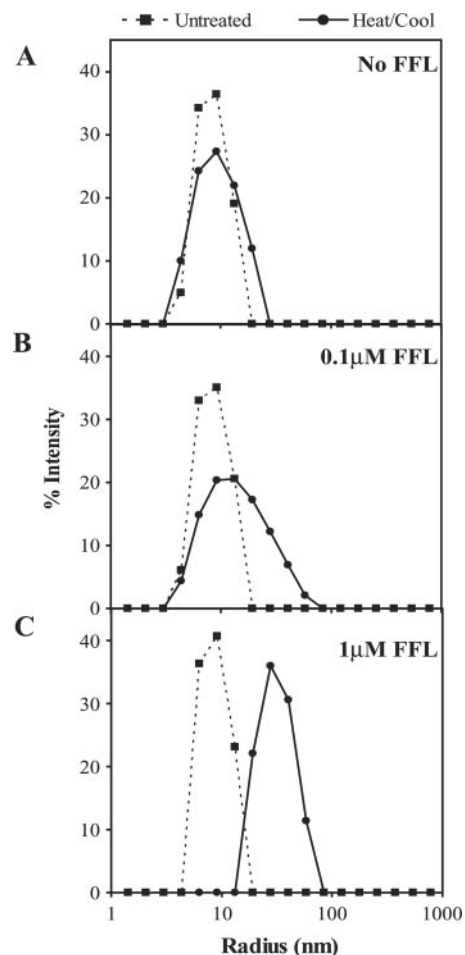 Untreated Heat/Cool
A
No FFL
40
30
20
10
0
B
0.1μM FFL
40
30
20
10
0
% Intensity
C
1μM FFL
40
30
20
10
0
1 10 100 1000
Radius (nm)